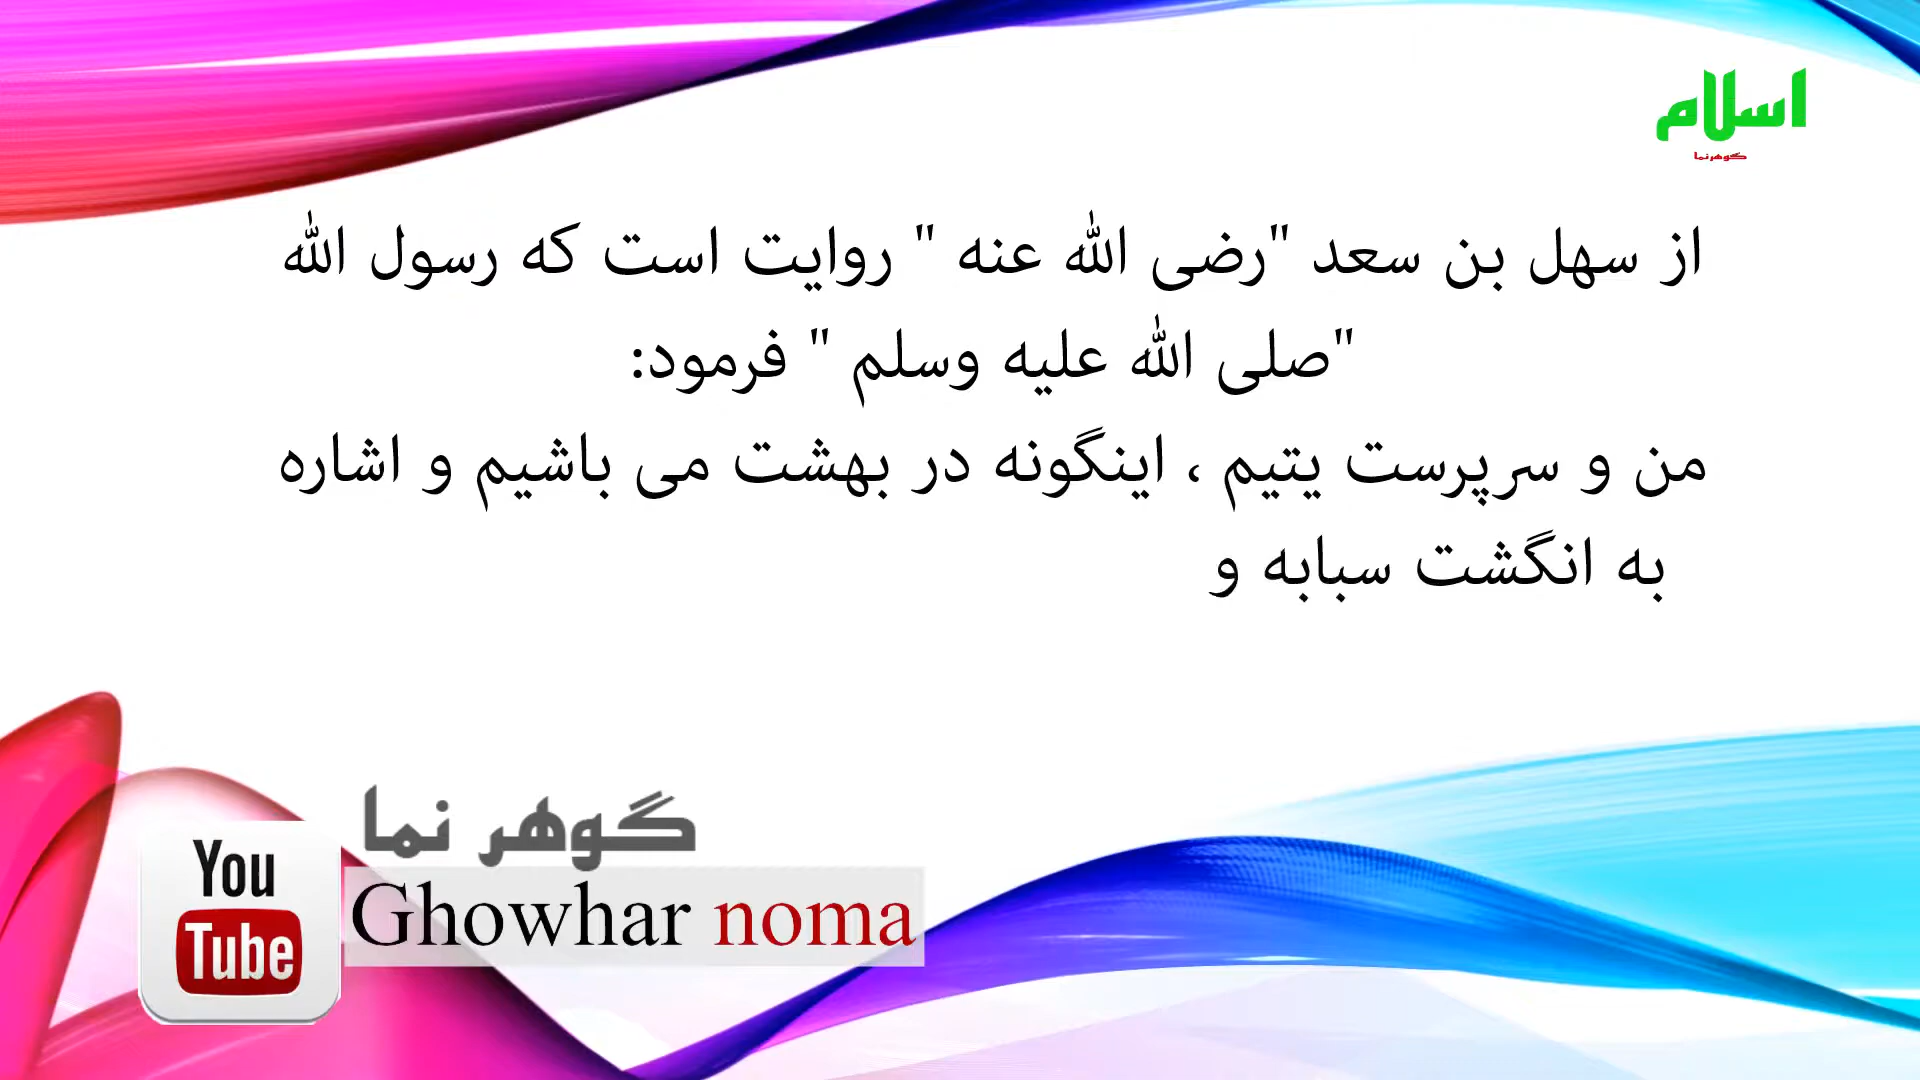 اسلام
گوهرنما
از سهل بن سعد "رضی الله عنه " روایت است که رسول الله
"صلی الله علیه وسلم " فرمود:
من و سرپرست یتیم ، اینگونه در بهشت می باشیم و اشاره
به انگشت سبابه و
گوهر نما
You
Tube
Ghowhar noma